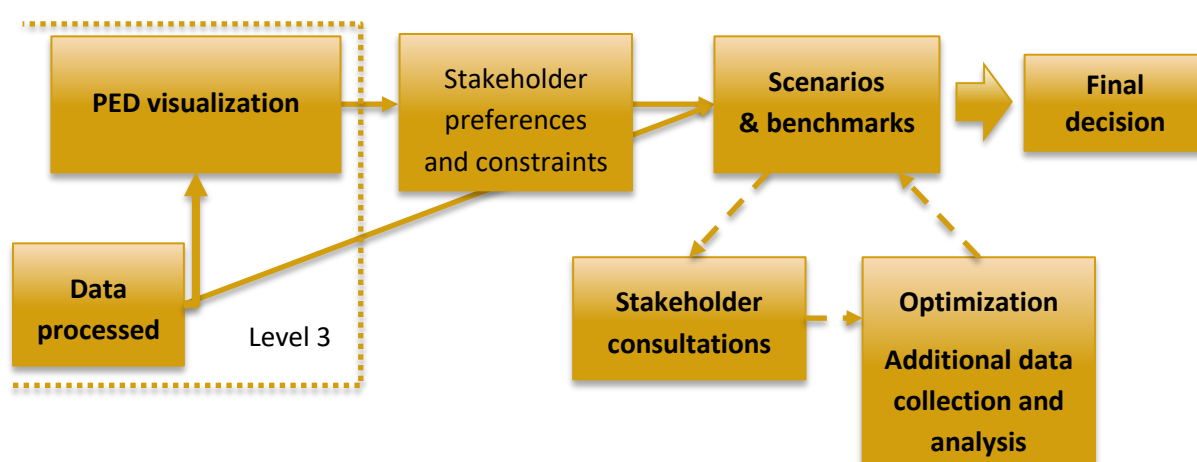 PED visualization
Stakeholder
preferences
and constraints
Scenarios
& benchmarks
Final
decision
Data
processed
Level 3
Stakeholder
consultations
Optimization
Additional data
collection and
analysis